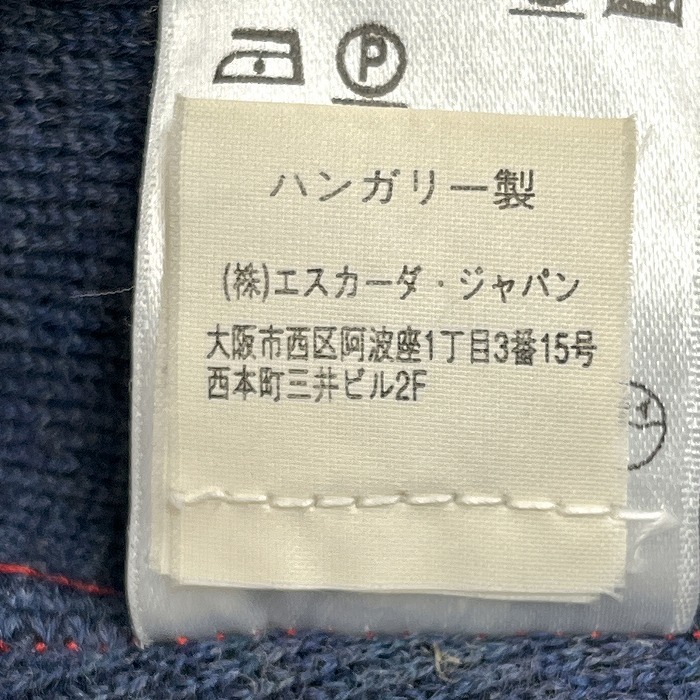 P
ハンガリー製
(株)エスカーダ・ジャパン
大阪市西区阿波座1丁目3番15号
西本町三井ビル2F